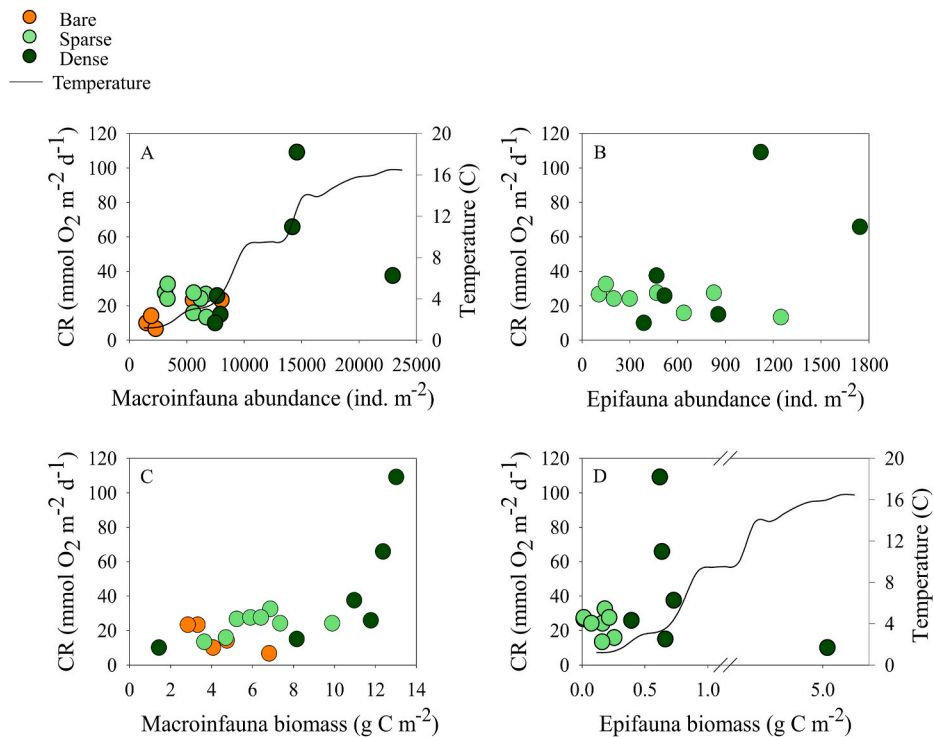 Bare
Sparse
Dense
Temperature
A
CR (mmol O2 m-2 d-1)
120
100
80
60
40
20
0
20
16
12
8
4
0
Temperature (C)
0 5000 10000 15000 20000 25000
Macroinfauna abundance (ind. m-2)
B
CR (mmol O2 m-2 d-1)
120
100
80
60
40
20
0
0 300 600 900 1200 1500 1800
Epifauna abundance (ind. m-2)
C
CR (mmol O2 m-2 d-1)
120
100
80
60
40
20
0
0 2 4 6 8 10 12 14
Macroinfauna biomass (g C m-2)
D
CR (mmol O2 m-2 d-1)
120
100
80
60
40
20
0
20
16
12
8
4
0
Temperature (C)
0.0 0.5 1.0 5.0
Epifauna biomass (g C m-2)